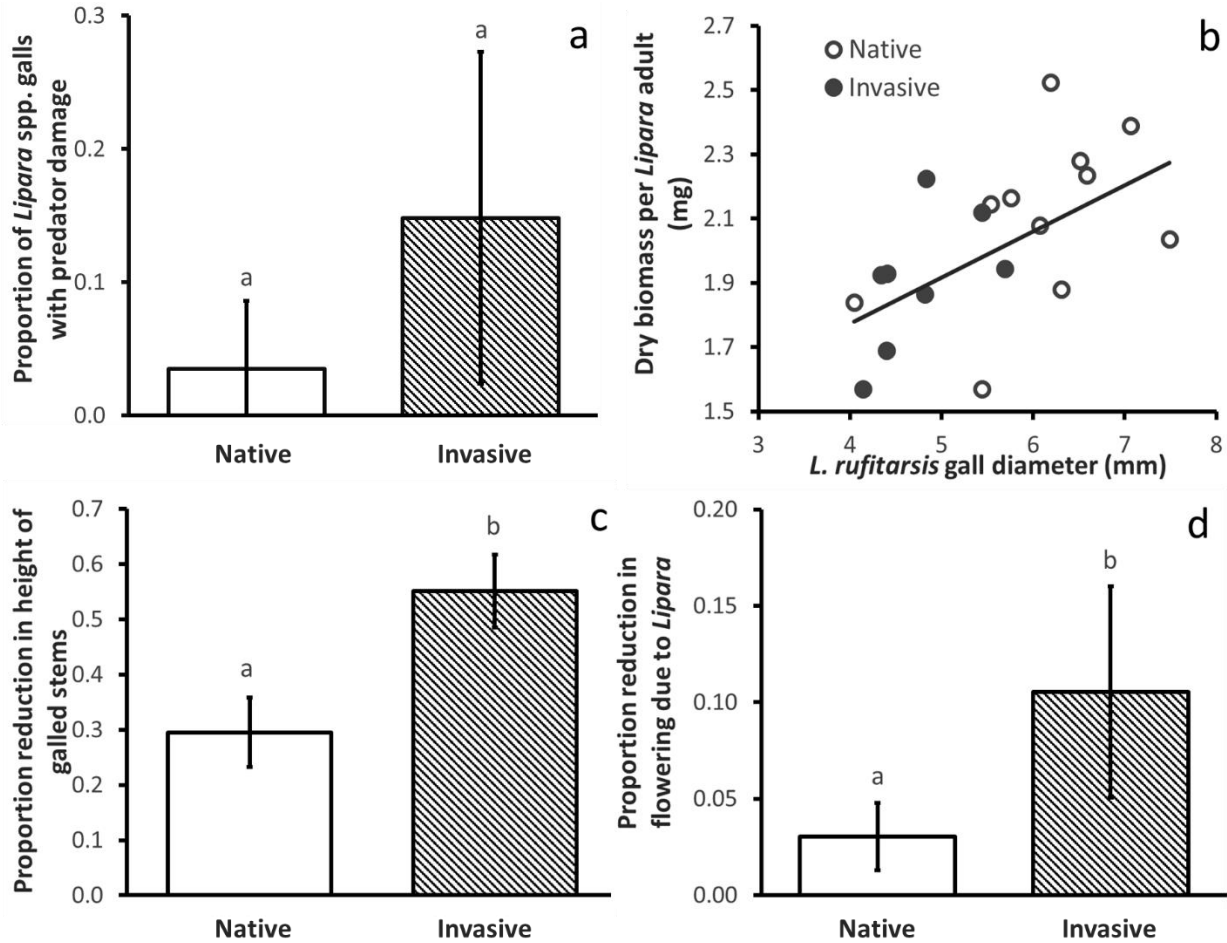 a
Proportion of Lipara spp. galls
with predator damage
0.3
0.2
0.1
0.0
a
a
Native
Invasive
b
Native
Invasive
Dry biomass per Lipara adult
(mg)
2.7
2.5
2.3
2.1
1.9
1.7
1.5
3
4
5
6
7
8
L. rufitarsis gall diameter (mm)
c
Proportion reduction in height of
galled stems
0.7
0.6
0.5
0.4
0.3
0.2
0.1
0.0
a
b
Native
Invasive
d
Proportion reduction in
flowering due to Lipara
0.20
0.15
0.10
0.05
0.00
a
b
Native
Invasive